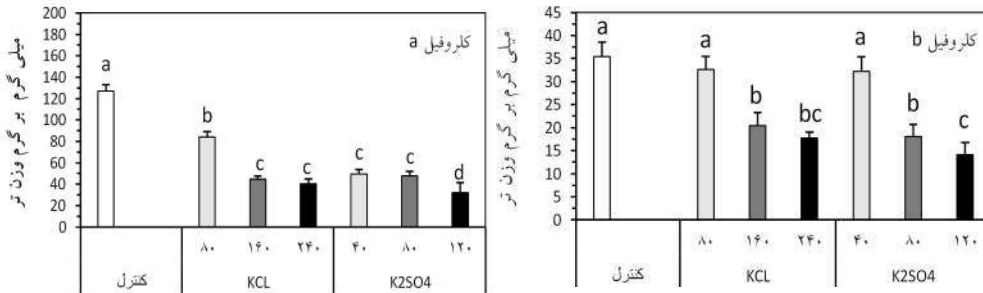 کلروفیل a
میلی گرم بر گرم وزن تر
200
180
160
140
120
100
80
60
40
20
0
a
b
c
c
c
c
d
۸۰ ۱۶۰ ۲۴۰ ۴۰ ۸۰ ۱۲۰
کنترل KCL K2SO4
کلروفیل b
میلی گرم بر گرم وزن تر
45
40
35
30
25
20
15
10
5
0
a
a
b
bc
a
b
c
۸۰ ۱۶۰ ۲۴۰ ۴۰ ۸۰ ۱۲۰
کنترل KCL K2SO4